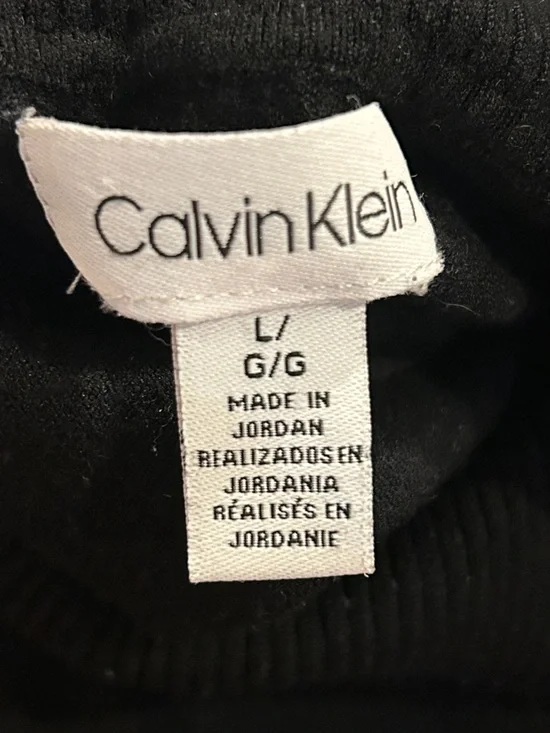 Calvin Klein
L/
G/G
MADE IN
JORDAN
REALIZADOS EN
JORDANIA
RÉALISÉS EN
JORDANIE